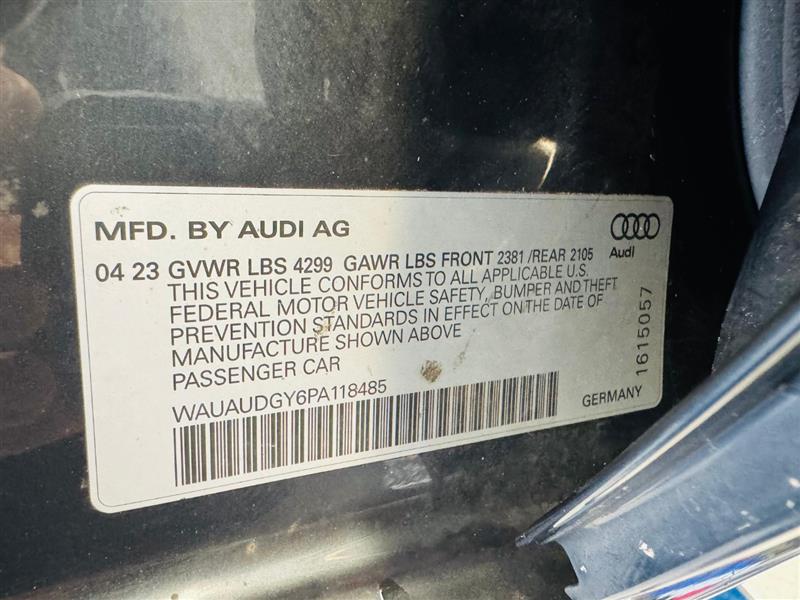 MFD. BY AUDI AG
Audi
04 23 GVWR LBS 4299 GAWR LBS FRONT 2381 /REAR 2105
THIS VEHICLE CONFORMS TO ALL APPLICABLE U.S.
FEDERAL MOTOR VEHICLE SAFETY, BUMPER AND THEFT
PREVENTION STANDARDS IN EFFECT ON THE DATE OF
MANUFACTURE SHOWN ABOVE
PASSENGER CAR
1615057
WAUAUDGY6PA118485
GERMANY